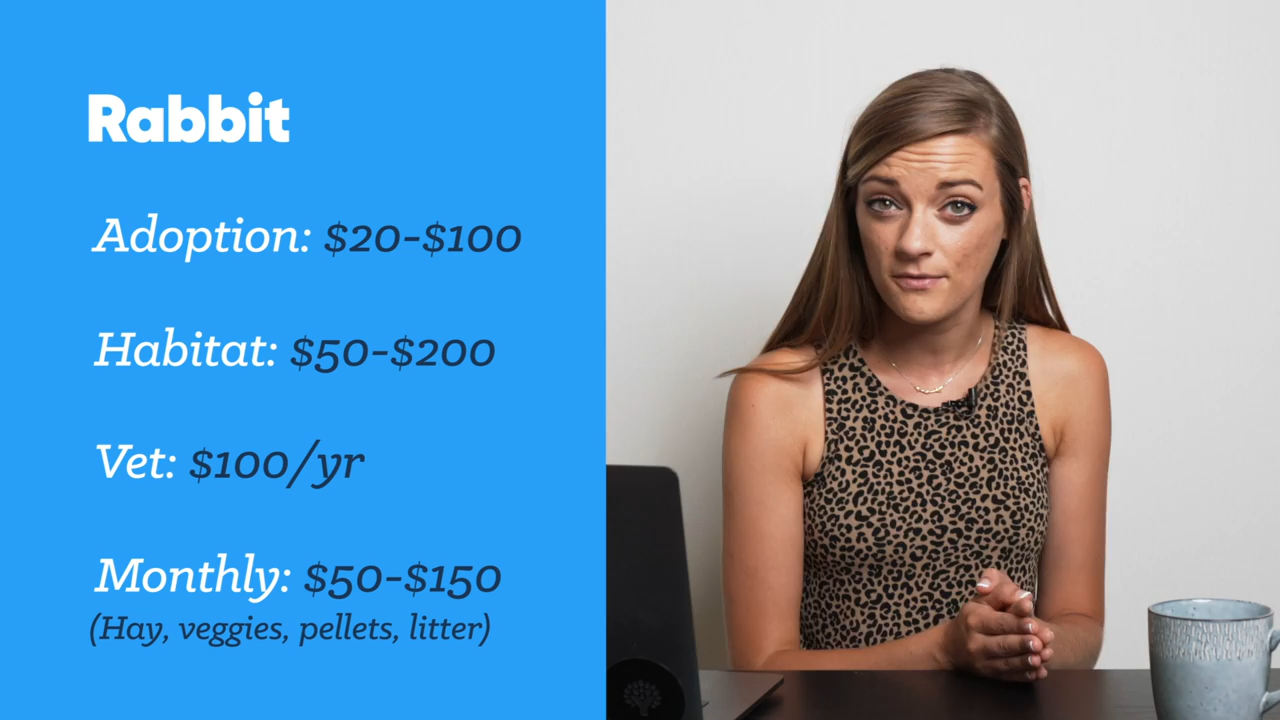 Rabbit
Adoption: $20-$100
Habitat: $50-$200
Vet: $100/yr
Monthly: $50-$150
(Hay, veggies, pellets, litter)